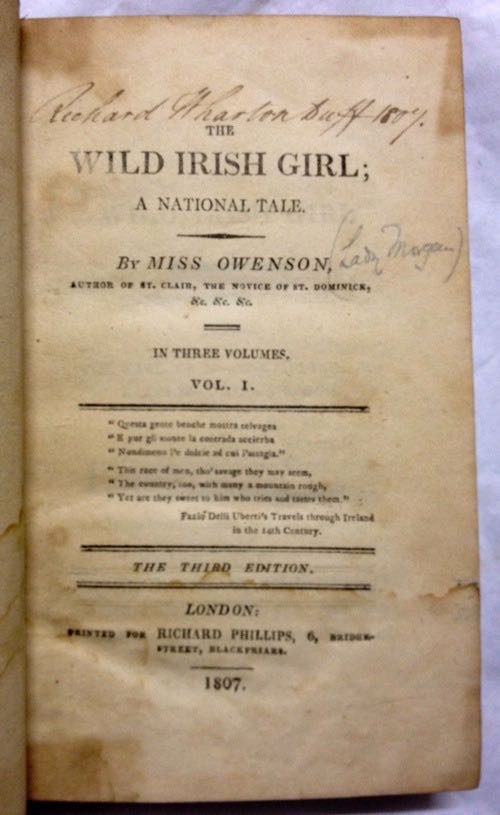 Richard Wharton Duff 1807.
THE
WILD IRISH GIRL;
A NATIONAL TALE.
BY MISS OWENSON,
(Lady Morgan)
AUTHOR OF ST. CLAIR, THE NOVICE OF ST. DOMINICK,
&c. &c. &c.
IN THREE VOLUMES.
VOL. I.
" Questa gente benche mostra selvagea
" E pur gli monte la contrada accierba
" Nondimeno l'e dolcie ad cui l'assagia."
" This race of men, tho' savage they may seem,
" The country, too, with many a mountain rough,
" Yet are they sweet to him who tries and tastes them."
Fazio Delli Uberti's Travels through Ireland
in the 14th Century.
THE THIRD EDITION.
LONDON:
PRINTED FOR RICHARD PHILLIPS, 6, BRIDGE-
STREET, BLACKFRIARS.
1807.